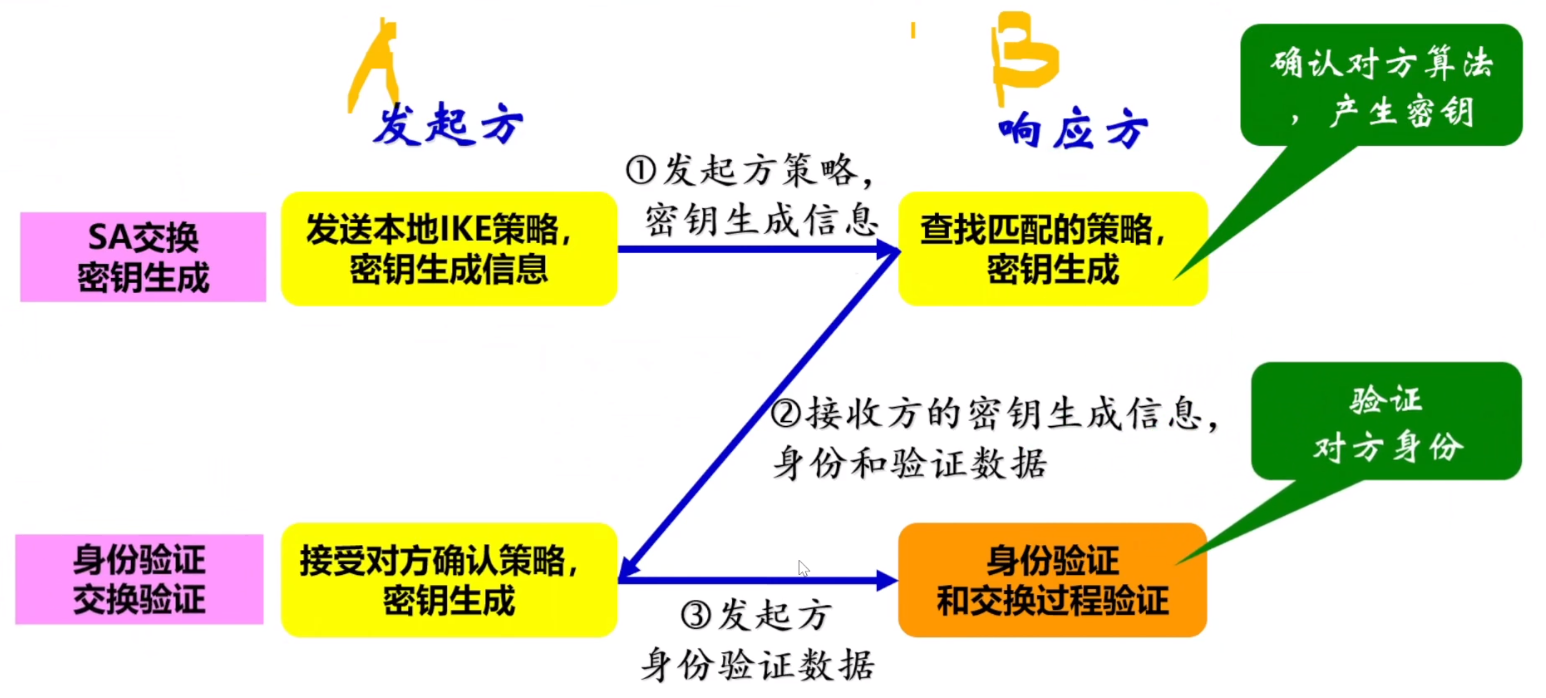 A
B
发起方
响应方
确认对方算法
，产生密钥
①发起方策略，
密钥生成信息
SA交换
密钥生成
发送本地IKE策略，
密钥生成信息
查找匹配的策略，
密钥生成
②接收方的密钥生成信息，
身份和验证数据
验证
对方身份
身份验证
交换验证
接受对方确认策略，
密钥生成
身份验证
和交换过程验证
③发起方
身份验证数据